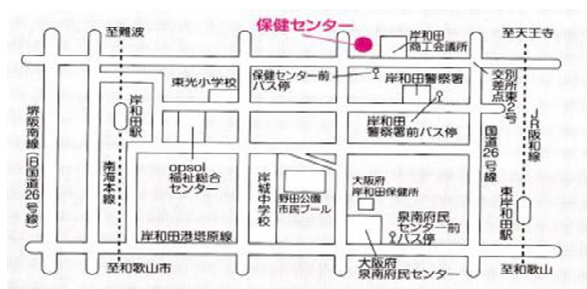 保健センター
至難波
至天王寺
岸和田
商工会議所
東光小学校
保健センター前
バス停
岸和田警察署
別所東2号
交差点
岸和田駅
岸和田
警察署前バス停
堺阪南線(旧国道26号線)
南海本線
opsol
福祉総合
センター
岸城中学校
野田公園
市民プール
大阪府
岸和田保健所
国道26号線
JR阪和線
東岸和田駅
泉南府民
センター前
バス停
岸和田港塔原線
至和歌山市
大阪府
泉南府民センター
至和歌山